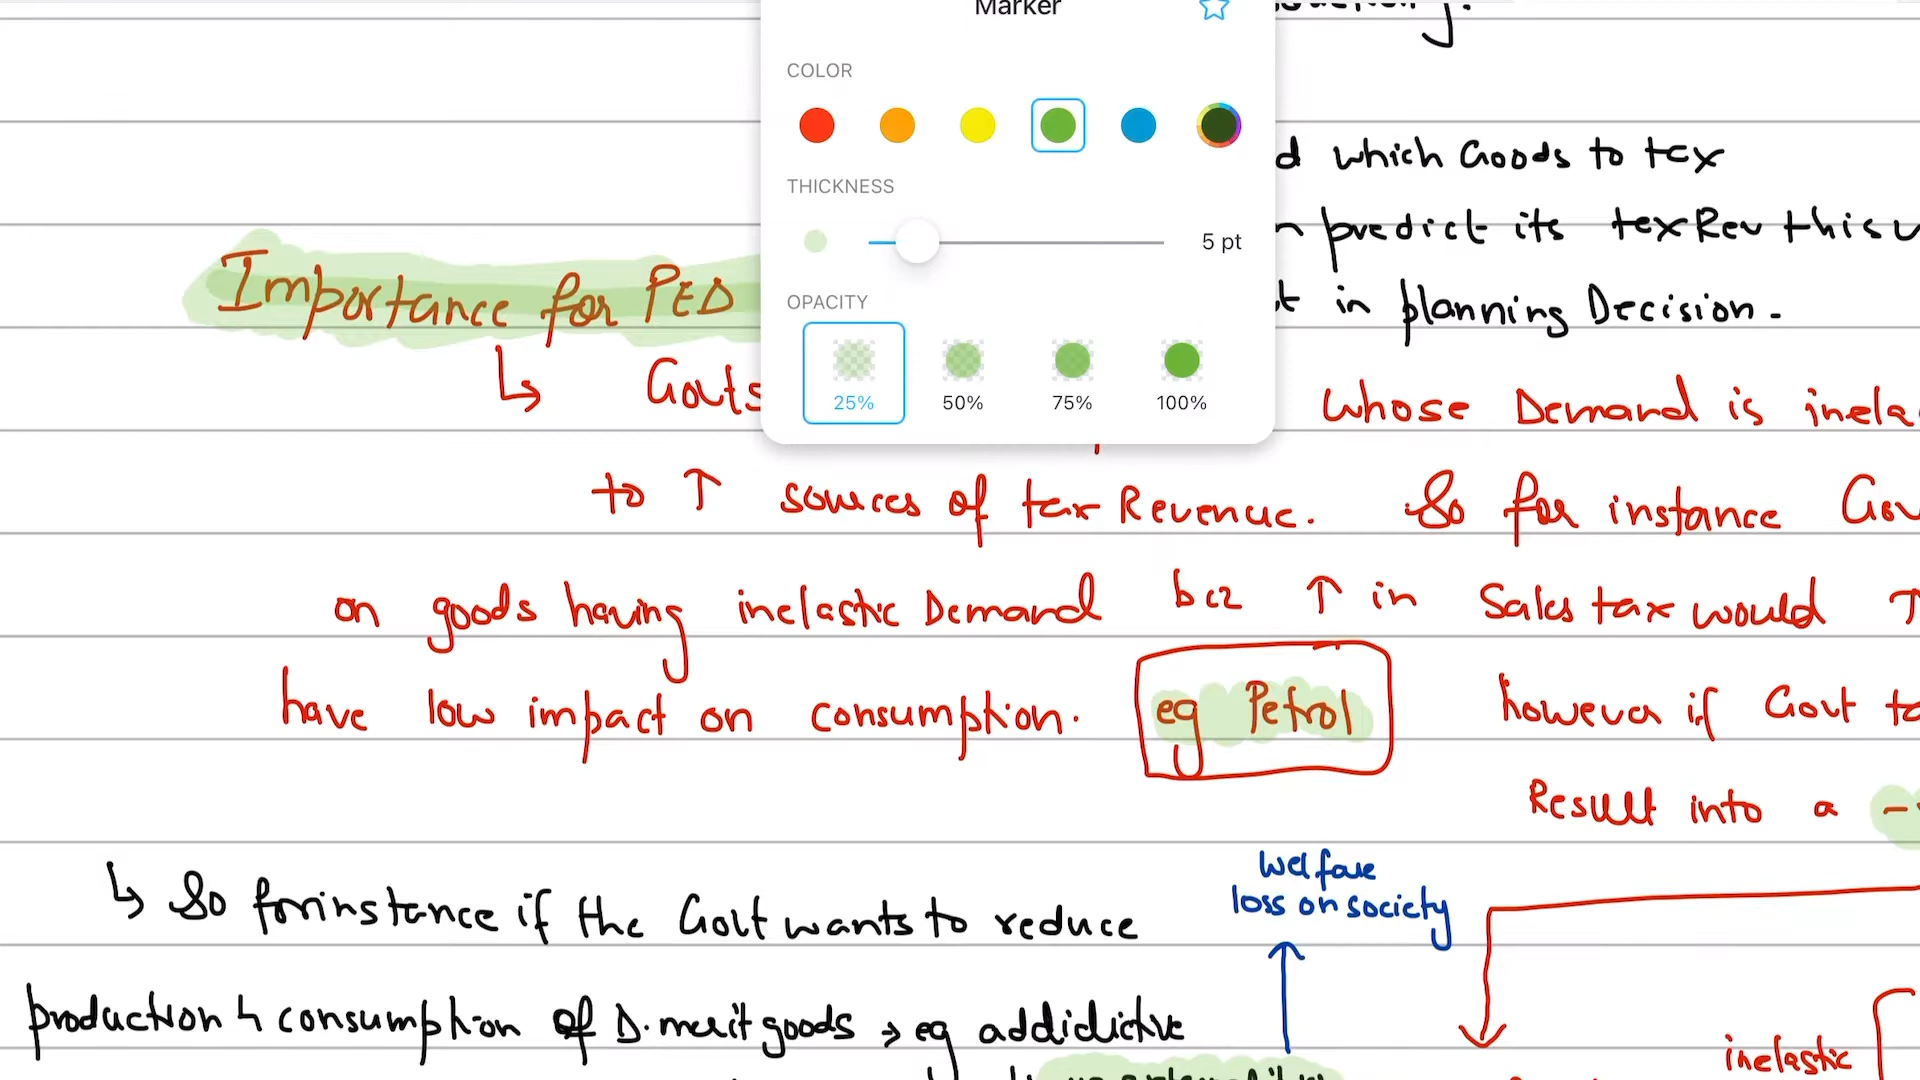 Marker
COLOR
THICKNESS
5 pt
OPACITY
25% 50% 75% 100%
d which Goods to tex
predict its texRev this
in planning Decision.
Importance for PED
↳ Govts whose Demand is inela
to ↑ sources of tax Revenue. So for instance Gov
on goods having inelastic Demand bcz ↑ in Sales tax would ↑
have low impact on consumption. eg Petrol however if Govt ta
Result into a -
welfare
loss on society
↳ So forinstance if the Govt wants to reduce
production & consumption of D.merit goods → eg addidictve
inelastic